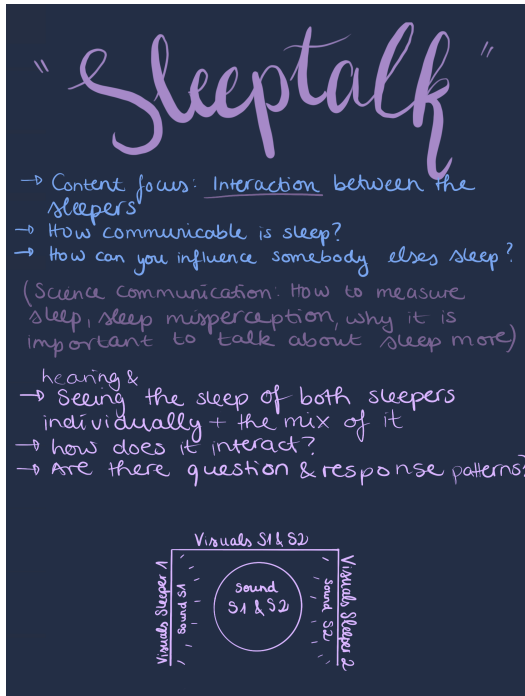 "Sleeptalk"
→ Content focus: Interaction between the
sleepers
→ How communicable is sleep?
→ How can you influence somebody elses sleep?
(Science communication: How to measure
sleep, sleep misperception, why it is
important to talk about sleep more)
hearing &
→ Seeing the sleep of both sleepers
individually + the mix of it
→ how does it interact?
→ Are there question & response patterns?
Visuals S1 & S2
Visuals Sleeper 1
Sound S1
sound
S1 & S2
Sound S2
Visuals Sleeper 2